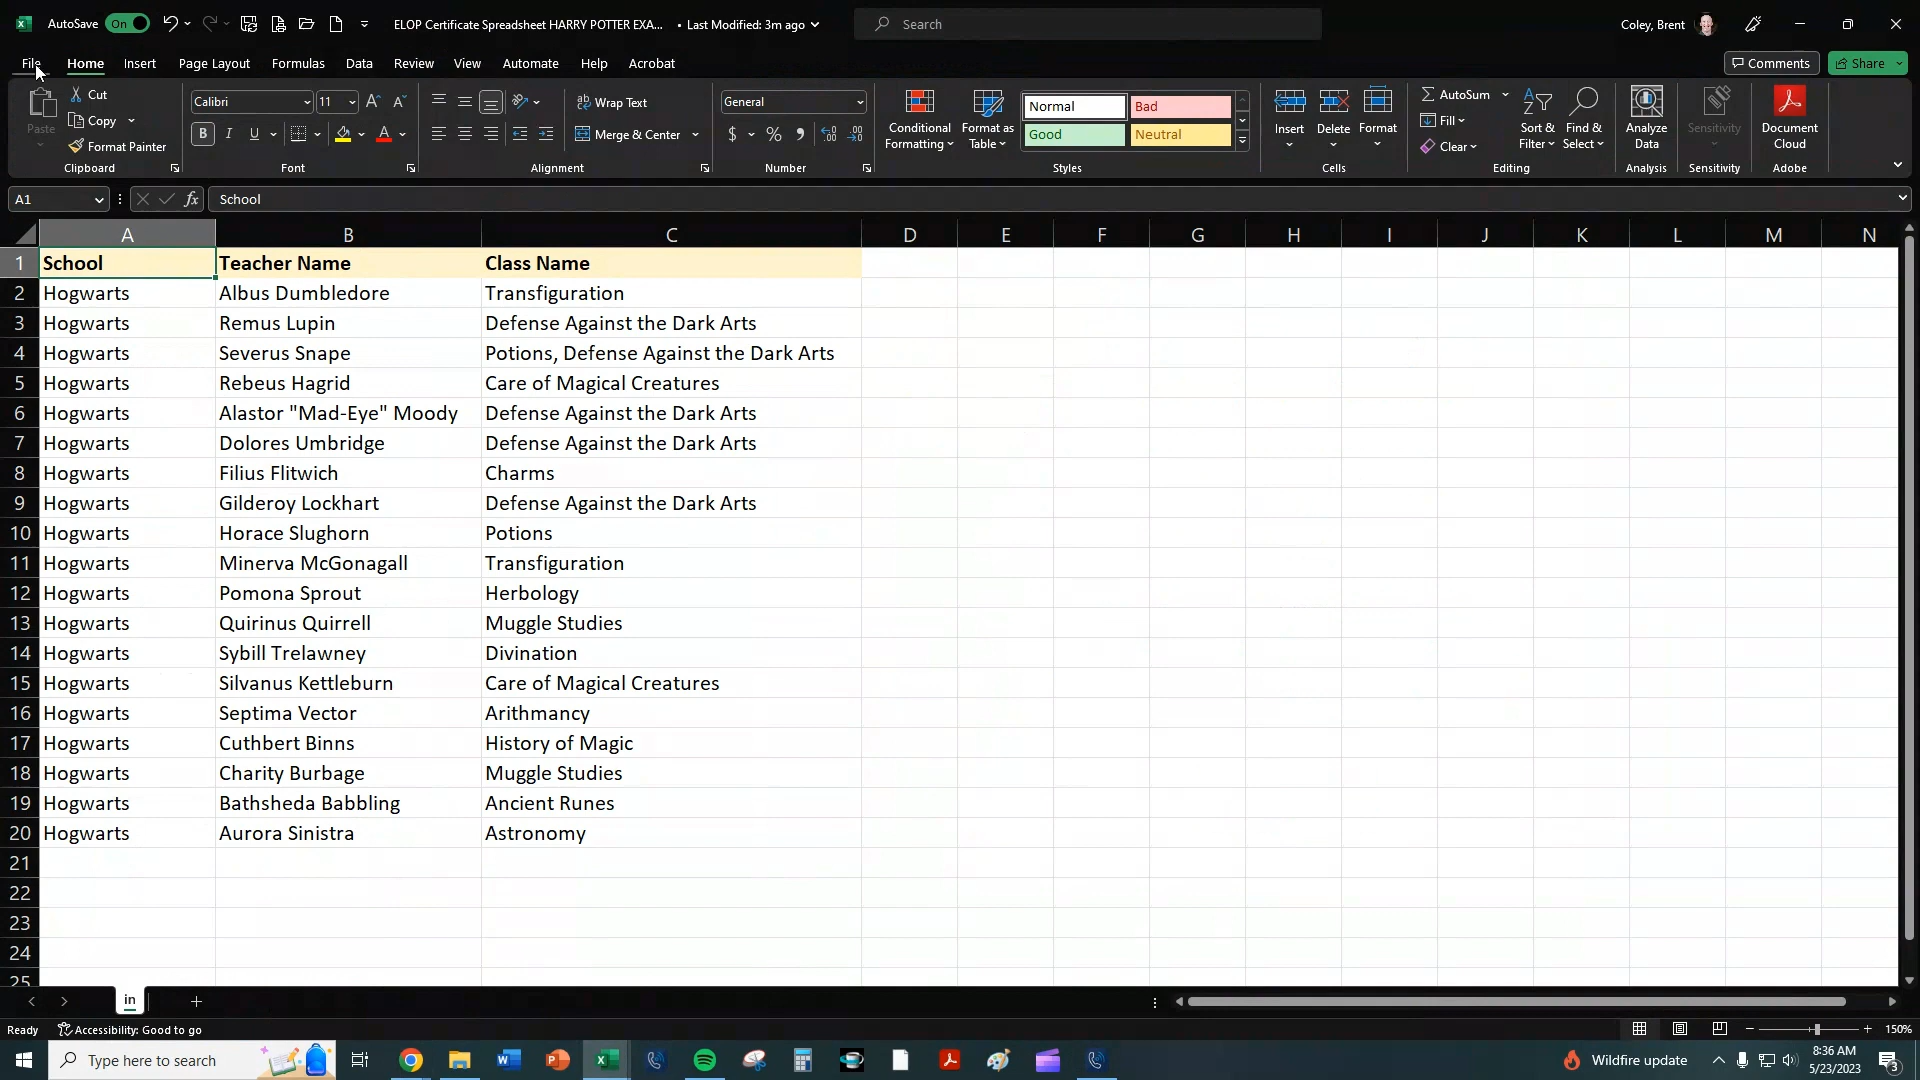 AutoSave On ELOP Certificate Spreadsheet HARRY POTTER EXA... • Last Modified: 3m ago Search Coley, Brent
File Home Insert Page Layout Formulas Data Review View Automate Help Acrobat Comments Share
Paste Cut Copy Format Painter Clipboard
Calibri 11 B I U Font
Wrap Text Merge & Center Alignment
General $ % Number
Conditional Formatting Format as Table Normal Bad Good Neutral Styles
Insert Delete Format Cells
AutoSum Fill Clear Sort & Filter Find & Select Editing
Analyze Data Analysis
Sensitivity Sensitivity
Document Cloud Adobe
A1 fx School
A B C D E F G H I J K L M N
1 School Teacher Name Class Name
2 Hogwarts Albus Dumbledore Transfiguration
3 Hogwarts Remus Lupin Defense Against the Dark Arts
4 Hogwarts Severus Snape Potions, Defense Against the Dark Arts
5 Hogwarts Rebeus Hagrid Care of Magical Creatures
6 Hogwarts Alastor "Mad-Eye" Moody Defense Against the Dark Arts
7 Hogwarts Dolores Umbridge Defense Against the Dark Arts
8 Hogwarts Filius Flitwich Charms
9 Hogwarts Gilderoy Lockhart Defense Against the Dark Arts
10 Hogwarts Horace Slughorn Potions
11 Hogwarts Minerva McGonagall Transfiguration
12 Hogwarts Pomona Sprout Herbology
13 Hogwarts Quirinus Quirrell Muggle Studies
14 Hogwarts Sybill Trelawney Divination
15 Hogwarts Silvanus Kettleburn Care of Magical Creatures
16 Hogwarts Septima Vector Arithmancy
17 Hogwarts Cuthbert Binns History of Magic
18 Hogwarts Charity Burbage Muggle Studies
19 Hogwarts Bathsheda Babbling Ancient Runes
20 Hogwarts Aurora Sinistra Astronomy
21
22
23
24
25
in
Ready Accessibility: Good to go 150%
Type here to search Wildfire update 8:36 AM
5/23/2023 3